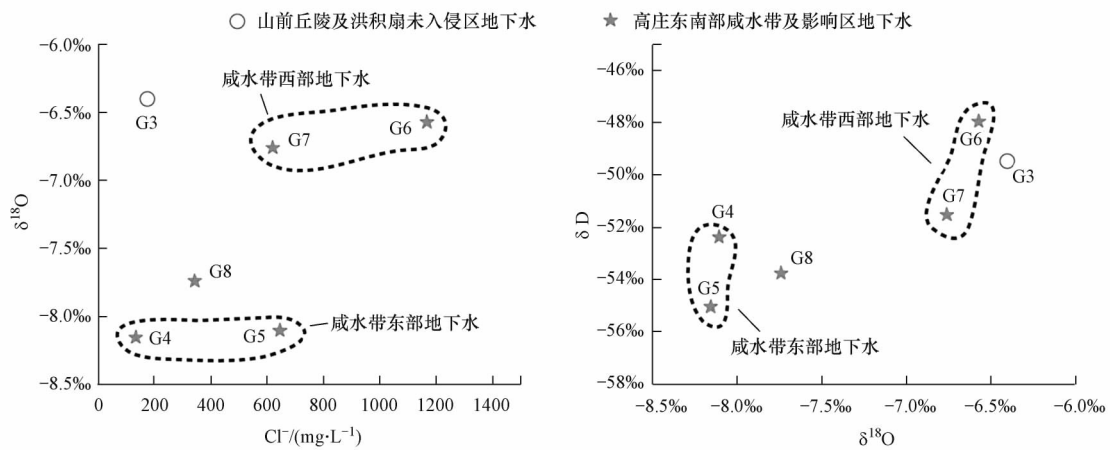 山前丘陵及洪积扇未入侵区地下水
高庄东南部咸水带及影响区地下水
−6.0‰
−6.5‰
−7.0‰
−7.5‰
−8.0‰
−8.5‰
δ¹⁸O
咸水带西部地下水
G3
G7
G6
G8
G4
G5
咸水带东部地下水
0
200
400
600
800
1000
1200
1400
Cl⁻/(mg·L⁻¹)
−46‰
−48‰
−50‰
−52‰
−54‰
−56‰
−58‰
δ D
咸水带西部地下水
G6
G3
G7
G4
G8
G5
咸水带东部地下水
−8.5‰
−8.0‰
−7.5‰
−7.0‰
−6.5‰
−6.0‰
δ¹⁸O